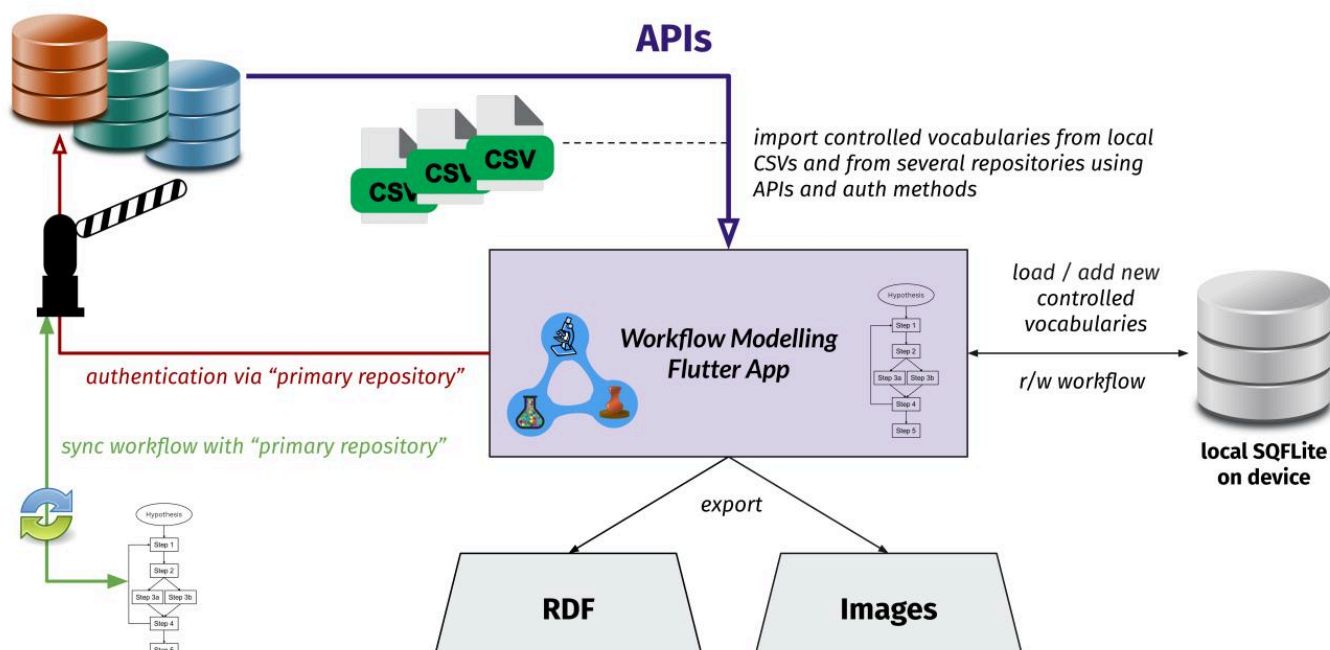 APIs
CSV
CSV
CSV
import controlled vocabularies from local
CSVs and from several repositories using
APIs and auth methods
Workflow Modelling
Flutter App
Hypothesis
Step 1
Step 2
Step 3a
Step 3b
Step 4
Step 5
load / add new
controlled
vocabularies
r/w workflow
local SQFLite
on device
authentication via “primary repository”
sync workflow with “primary repository”
Hypothesis
Step 1
Step 2
Step 3a
Step 3b
Step 4
export
RDF
Images